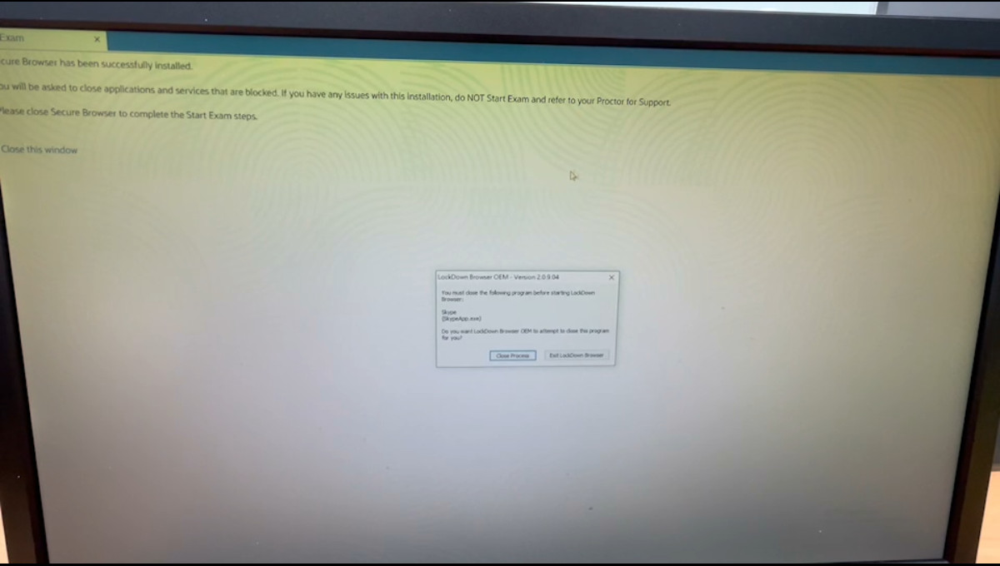 Exam
cure Browser has been successfully installed.
ou will be asked to close applications and services that are blocked. If you have any issues with this installation, do NOT Start Exam and refer to your Proctor for Support.
Please close Secure Browser to complete the Start Exam steps.
Close this window
LockDown Browser OEM - Version 2.0.9.04
You must close the following program before starting LockDown
Browser:
Skype
(SkypeApp.exe)
Do you want LockDown Browser OEM to attempt to close this program
for you?
Close Process
Exit LockDown Browser